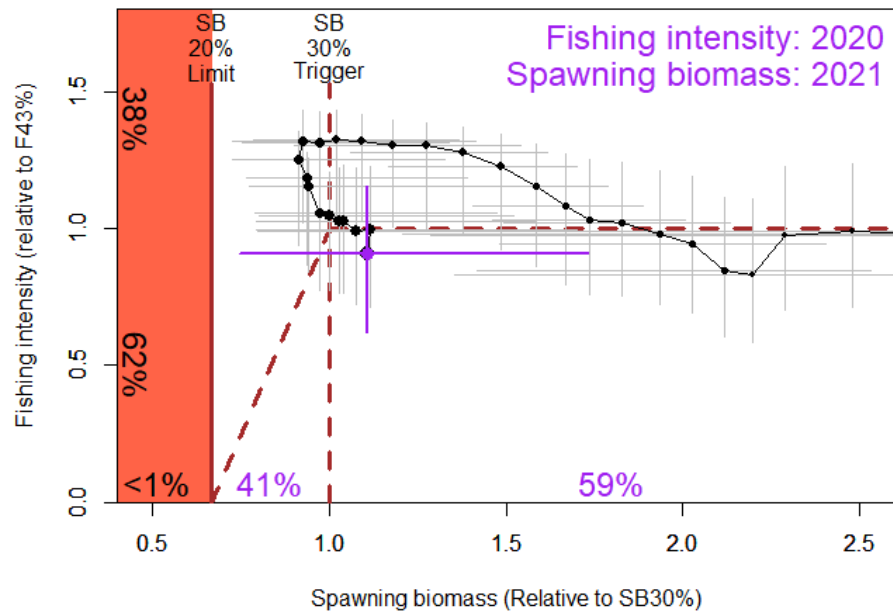 SB
20%
Limit
SB
30%
Trigger
Fishing intensity: 2020
Spawning biomass: 2021
Fishing intensity (relative to F43%)
1.5
1.0
0.5
0.0
38%
62%
<1%
41%
59%
0.5
1.0
1.5
2.0
2.5
Spawning biomass (Relative to SB30%)